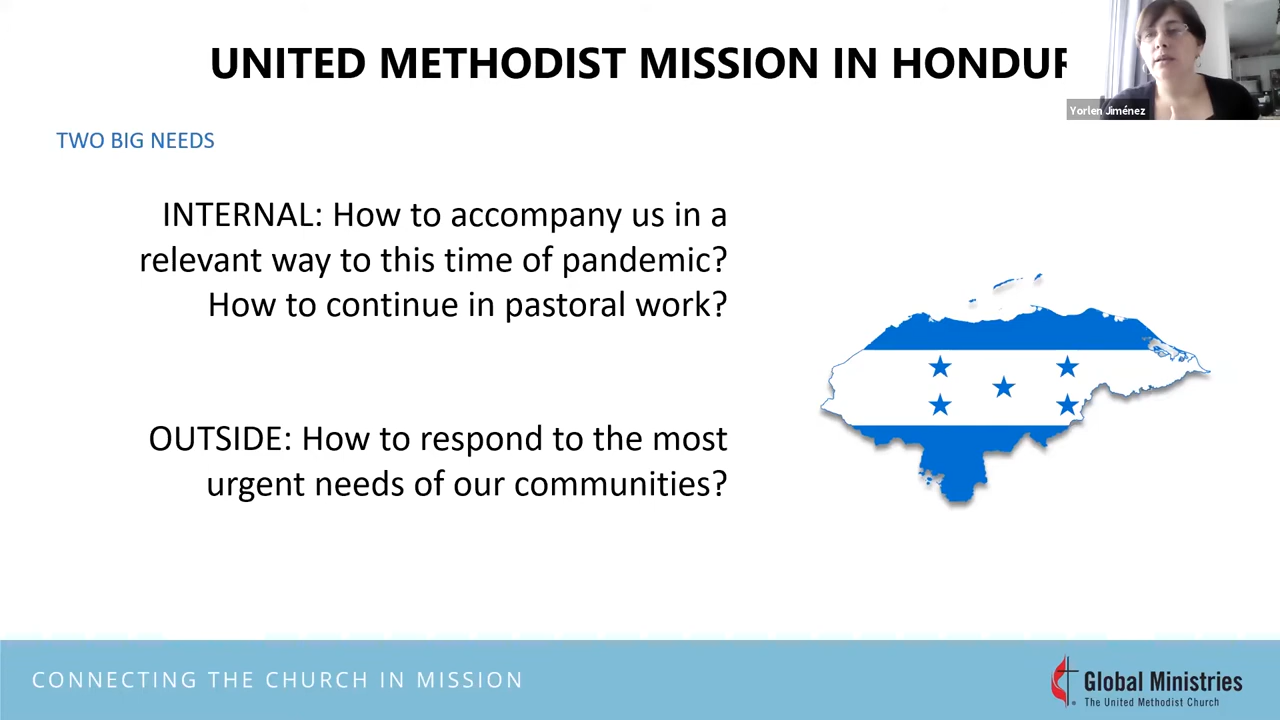 UNITED METHODIST MISSION IN HONDUR
Yorlen Jiménez
TWO BIG NEEDS
INTERNAL: How to accompany us in a
relevant way to this time of pandemic?
How to continue in pastoral work?
OUTSIDE: How to respond to the most
urgent needs of our communities?
CONNECTING THE CHURCH IN MISSION
Global Ministries
The United Methodist Church